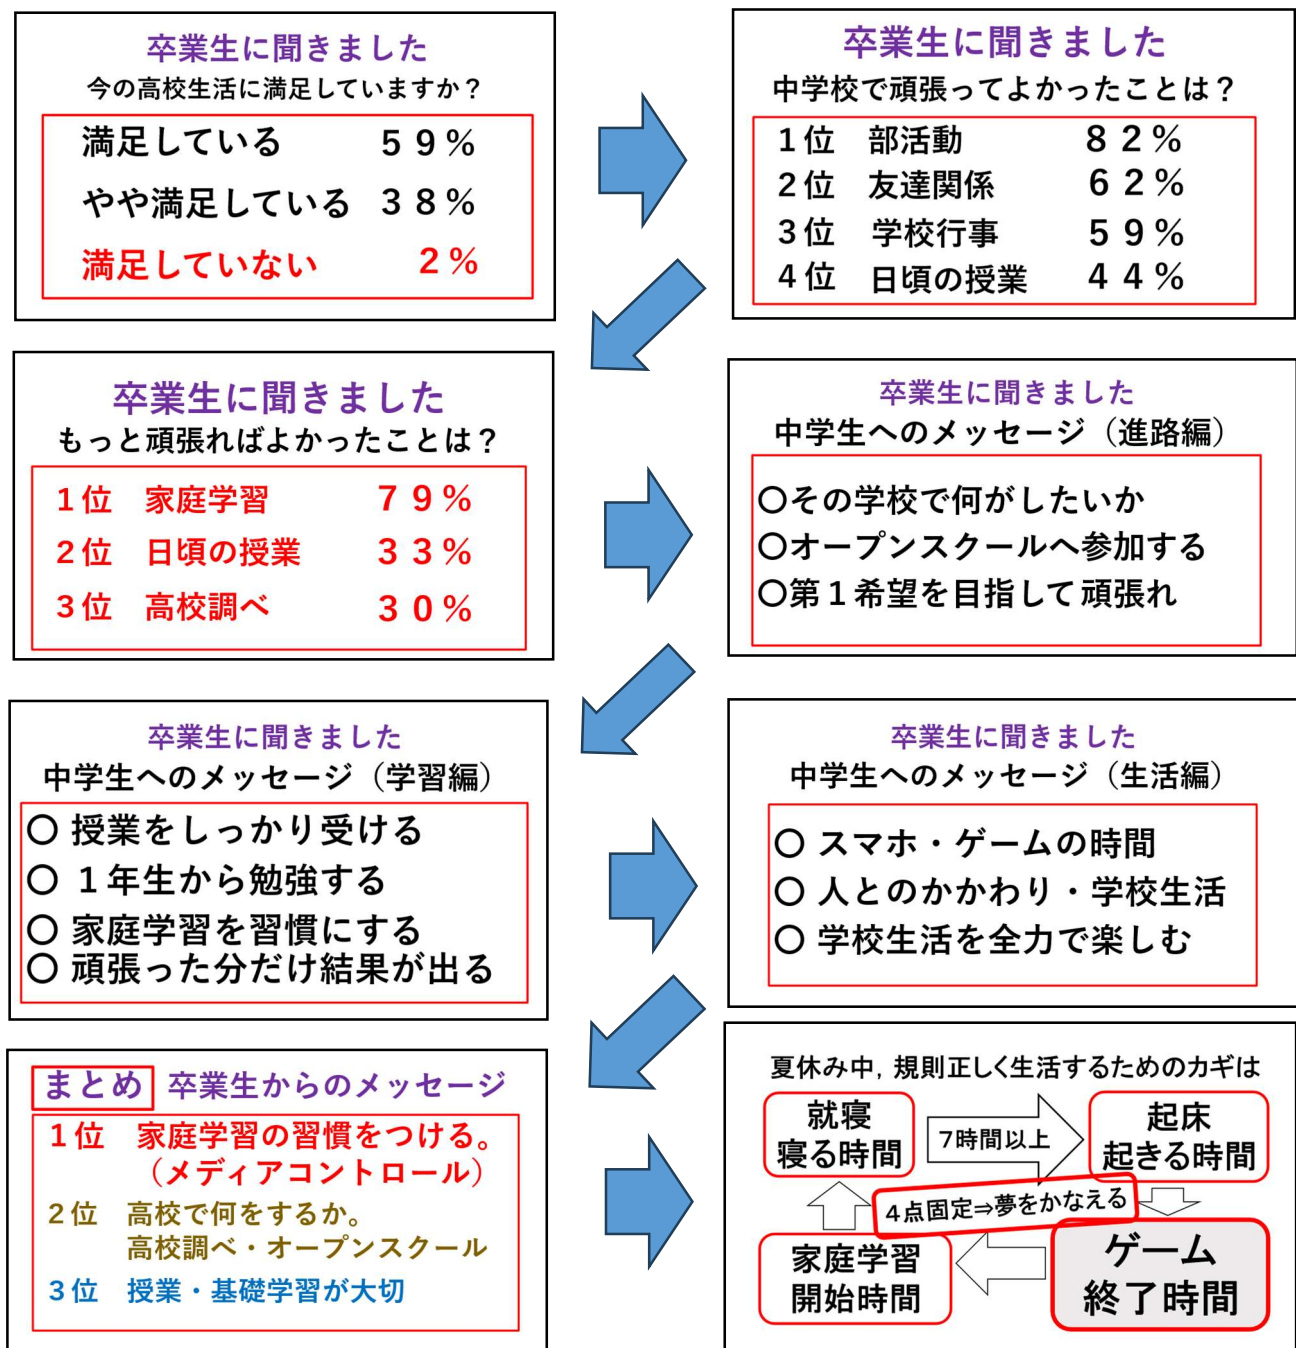 卒業生に聞きました
今の高校生活に満足していますか？
満足している ５９%
やや満足している ３８%
満足していない ２%
卒業生に聞きました
中学校で頑張ってよかったことは？
１位 部活動 ８２%
２位 友達関係 ６２%
３位 学校行事 ５９%
４位 日頃の授業 ４４%
卒業生に聞きました
もっと頑張ればよかったことは？
１位 家庭学習 ７９%
２位 日頃の授業 ３３%
３位 高校調べ ３０%
卒業生に聞きました
中学生へのメッセージ（進路編）
〇その学校で何がしたいか
〇オープンスクールへ参加する
〇第１希望を目指して頑張れ
卒業生に聞きました
中学生へのメッセージ（学習編）
〇 授業をしっかり受ける
〇 １年生から勉強する
〇 家庭学習を習慣にする
〇 頑張った分だけ結果が出る
卒業生に聞きました
中学生へのメッセージ（生活編）
〇 スマホ・ゲームの時間
〇 人とのかかわり・学校生活
〇 学校生活を全力で楽しむ
まとめ 卒業生からのメッセージ
１位 家庭学習の習慣をつける。
（メディアコントロール）
２位 高校で何をするか。
高校調べ・オープンスクール
３位 授業・基礎学習が大切
夏休み中，規則正しく生活するためのカギは
就寝
寝る時間
7時間以上
起床
起きる時間
４点固定⇒夢をかなえる
家庭学習
開始時間
ゲーム
終了時間